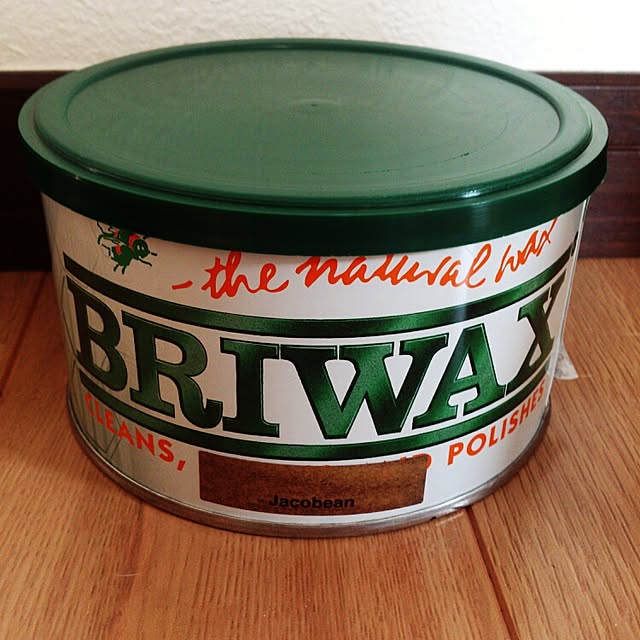 - the natural wax
BRIWAX
CLEANS, POLISHES
Jacobean